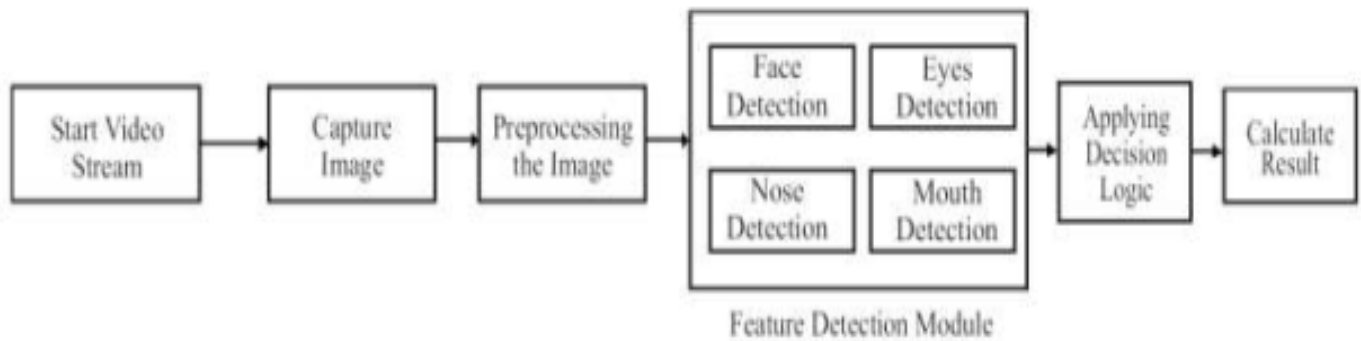 Start Video
Stream
Capture
Image
Preprocessing
the Image
Face
Detection
Eyes
Detection
Nose
Detection
Mouth
Detection
Feature Detection Module
Applying
Decision
Logic
Calculate
Result